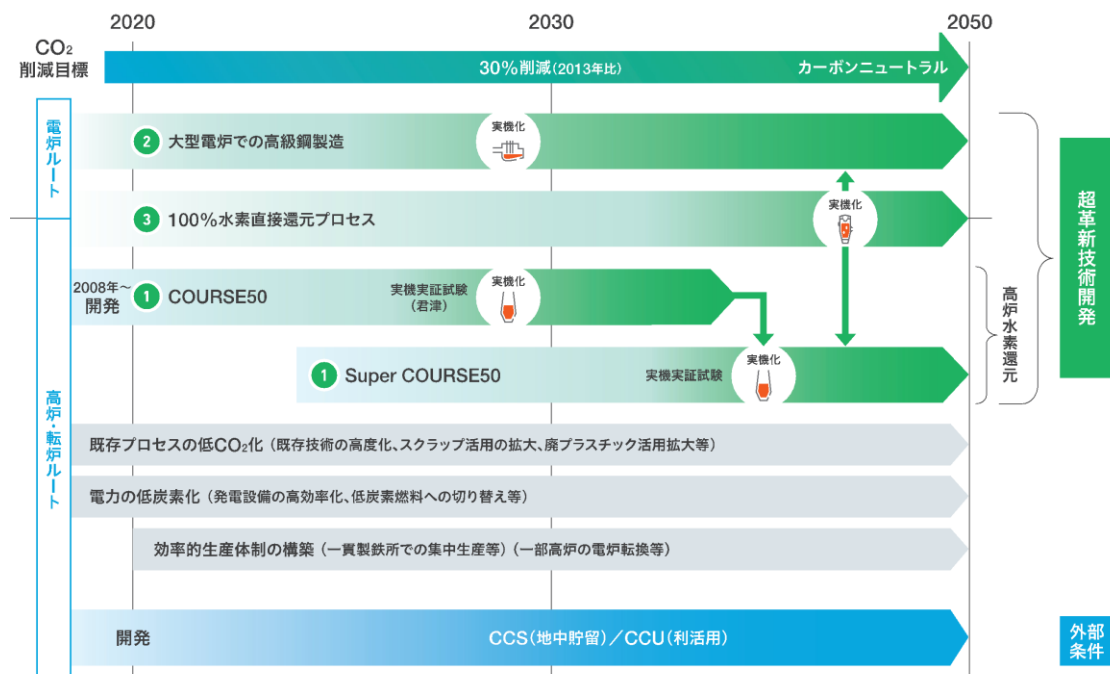 2020
2030
2050
CO₂
削減目標
30%削減(2013年比)
カーボンニュートラル
電炉ルート
2 大型電炉での高級鋼製造
実機化
3 100%水素直接還元プロセス
実機化
2008年〜
開発
1 COURSE50
実機実証試験
(君津)
実機化
1 Super COURSE50
実機実証試験
実機化
高炉水素還元
超革新技術開発
高炉・転炉ルート
既存プロセスの低CO₂化（既存技術の高度化、スクラップ活用の拡大、廃プラスチック活用拡大等）
電力の低炭素化（発電設備の高効率化、低炭素燃料への切り替え等）
効率的生産体制の構築（一貫製鉄所での集中生産等）（一部高炉の電炉転換等）
開発
CCS(地中貯留)／CCU(利活用)
外部
条件